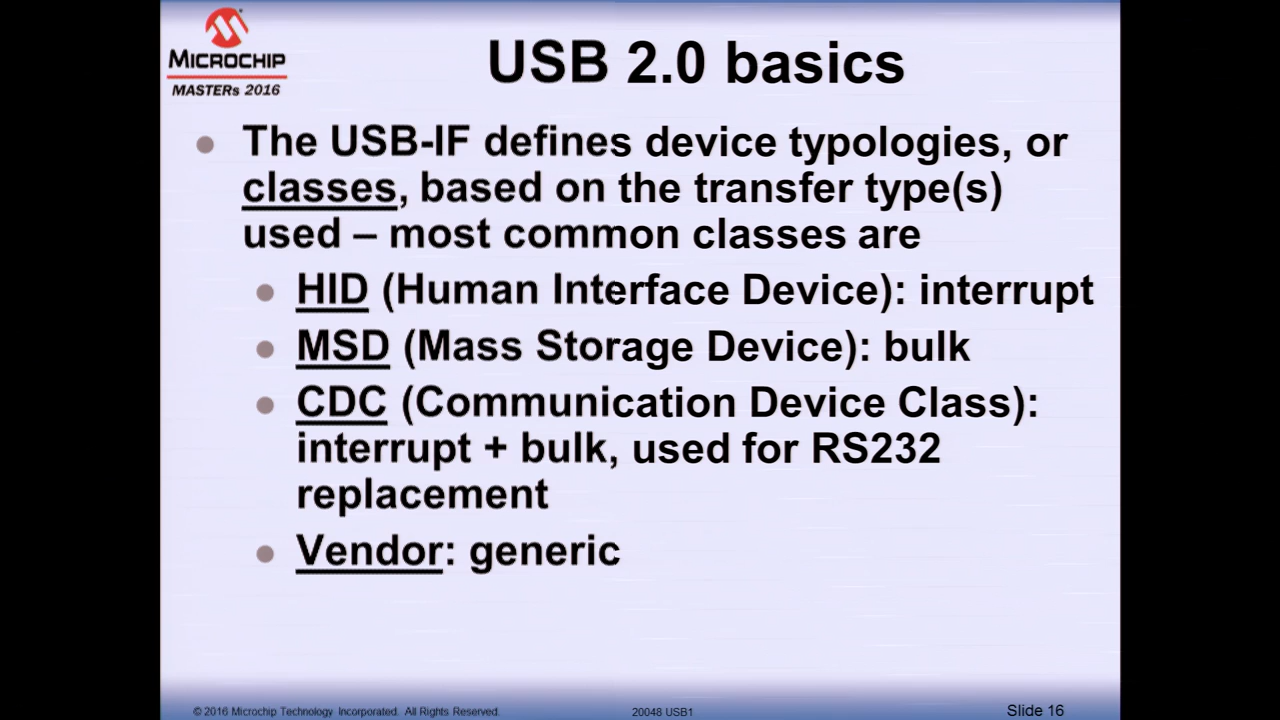 MICROCHIP
MASTERs 2016
USB 2.0 basics
The USB-IF defines device typologies, or
classes, based on the transfer type(s)
used – most common classes are
HID (Human Interface Device): interrupt
MSD (Mass Storage Device): bulk
CDC (Communication Device Class):
interrupt + bulk, used for RS232
replacement
Vendor: generic
© 2016 Microchip Technology Incorporated. All Rights Reserved.
20048 USB1
Slide 16